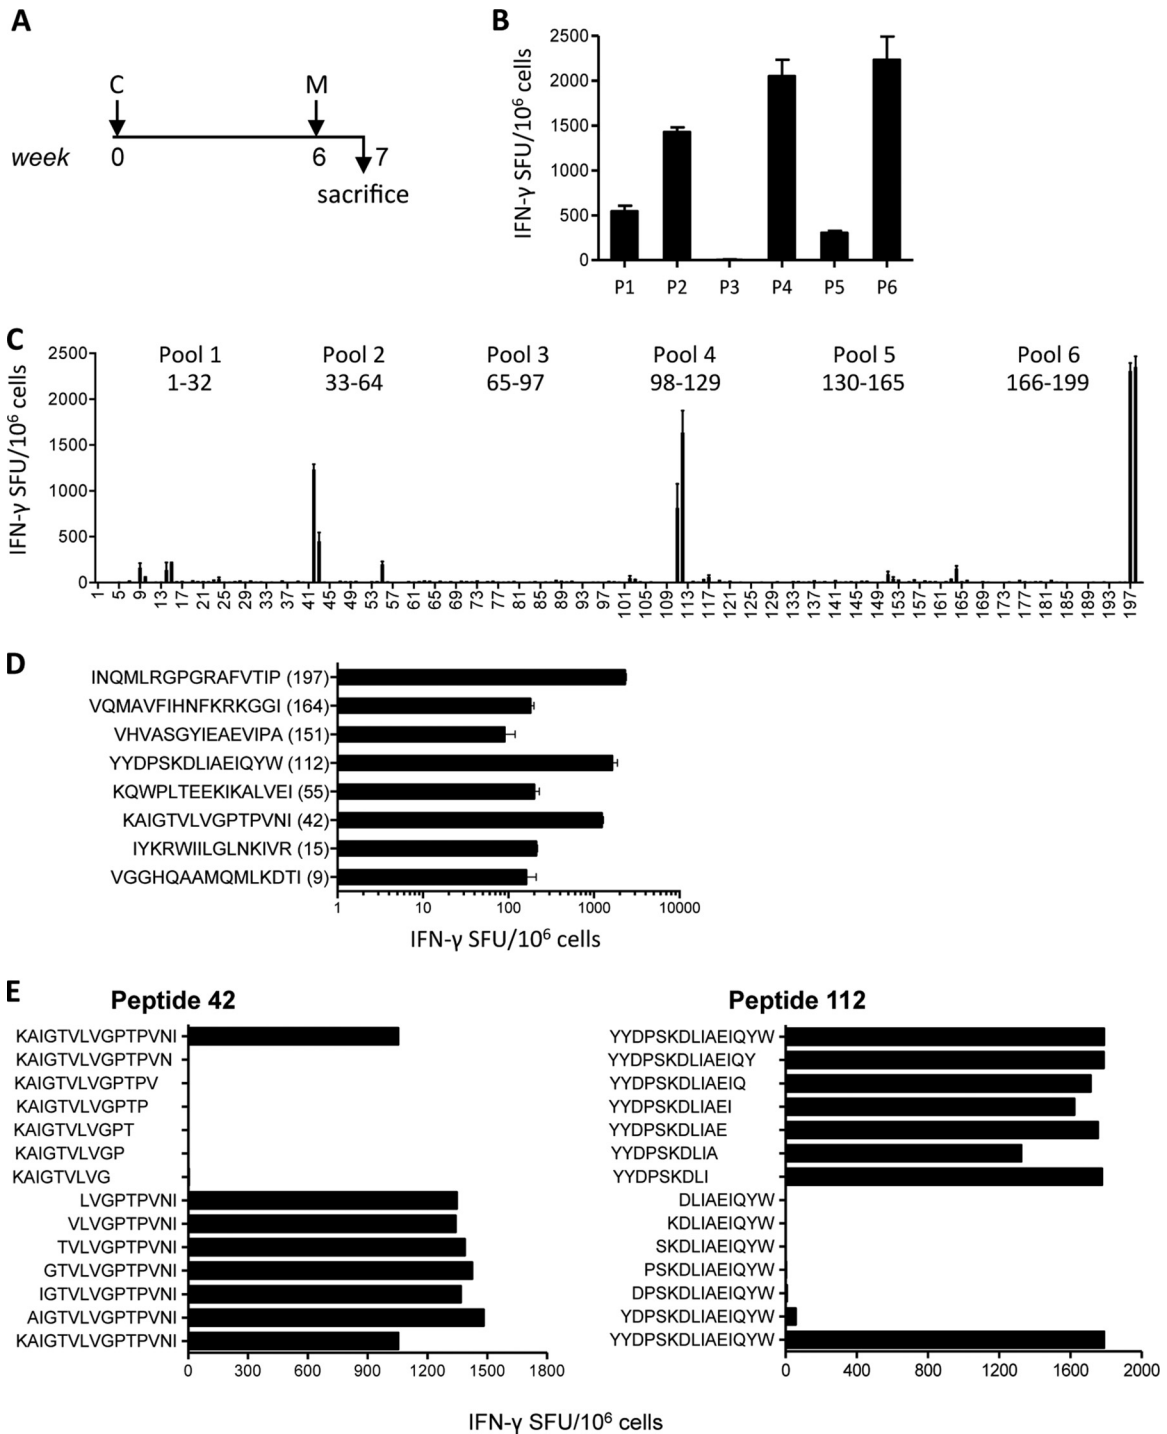 A
C M
week 0 6 7
sacrifice
B
IFN-γ SFU/10⁶ cells
2500
2000
1500
1000
500
0
P1 P2 P3 P4 P5 P6
C
IFN-γ SFU/10⁶ cells
2500
2000
1500
1000
500
0
Pool 1 Pool 2 Pool 3 Pool 4 Pool 5 Pool 6
1-32 33-64 65-97 98-129 130-165 166-199
1 5 9 13 17 21 25 29 33 37 41 45 49 53 57 61 65 69 73 77 81 85 89 93 97 101 105 109 113 117 121 125 129 133 137 141 145 149 153 157 161 165 169 173 177 181 185 189 193 197
D
INQMLRGPGRAFVTIP (197)
VQMAVFIHNFKRKGGI (164)
VHVASGYIEAEVIPA (151)
YYDPSKDLIAEIQYW (112)
KQWPLTEEKIKALVEI (55)
KAIGTVLVGPTPVNI (42)
IYKRWIILGLNKIVR (15)
VGGHQAAMQMLKDTI (9)
1 10 100 1000 10000
IFN-γ SFU/10⁶ cells
E
Peptide 42
KAIGTVLVGPTPVNI
KAIGTVLVGPTPVN
KAIGTVLVGPTPV
KAIGTVLVGPTP
KAIGTVLVGPT
KAIGTVLVGP
KAIGTVLVG
LVGPTPVNI
VLVGPTPVNI
TVLVGPTPVNI
GTVLVGPTPVNI
IGTVLVGPTPVNI
AIGTVLVGPTPVNI
KAIGTVLVGPTPVNI
0 300 600 900 1200 1500 1800
Peptide 112
YYDPSKDLIAEIQYW
YYDPSKDLIAEIQY
YYDPSKDLIAEIQ
YYDPSKDLIAEI
YYDPSKDLIAE
YYDPSKDLIA
YYDPSKDLI
DLIAEIQYW
KDLIAEIQYW
SKDLIAEIQYW
PSKDLIAEIQYW
DPSKDLIAEIQYW
YDPSKDLIAEIQYW
YYDPSKDLIAEIQYW
0 400 800 1200 1600 2000
IFN-γ SFU/10⁶ cells